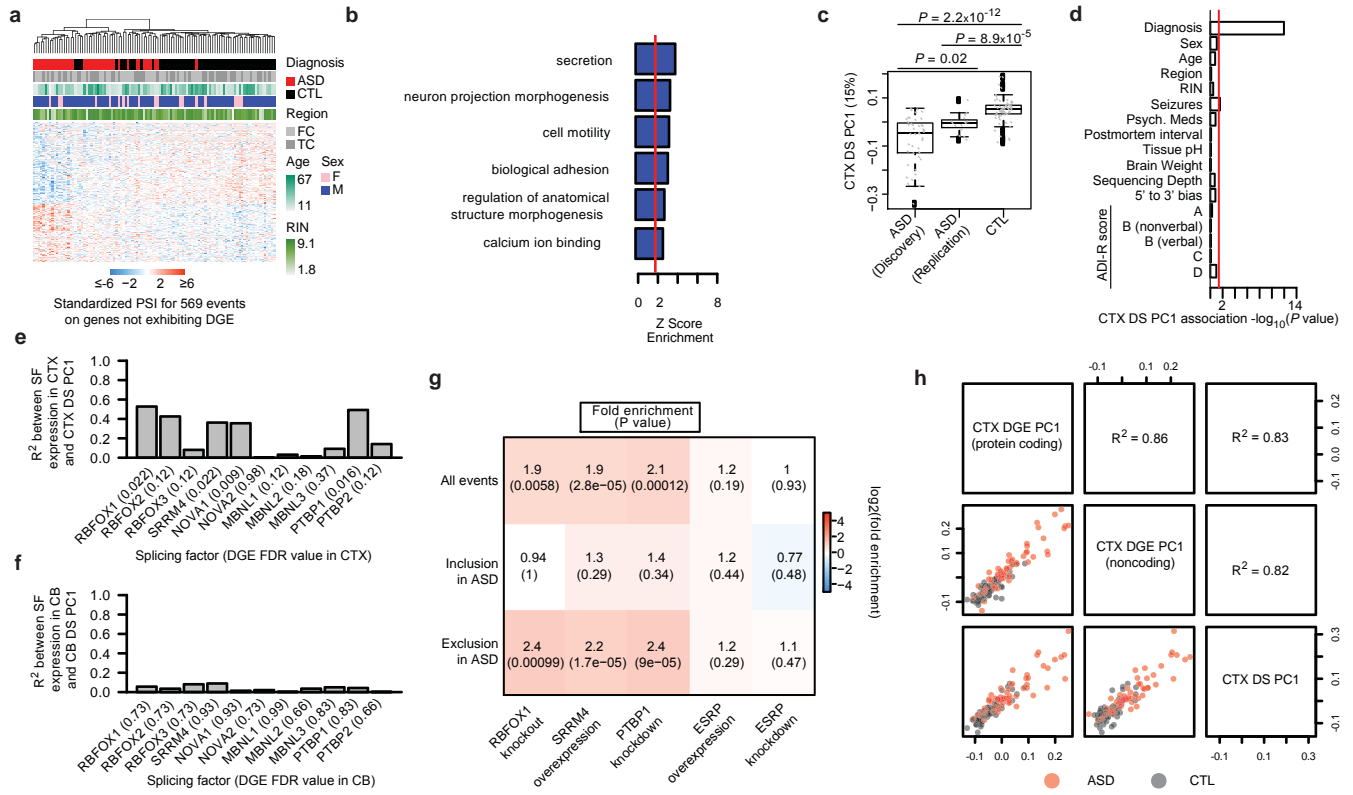 a
Diagnosis
ASD
CTL
Region
FC
TC
Age
Sex
67
F
M
11
RIN
9.1
1.8
≤-6 −2 2 ≥6
Standardized PSI for 569 events
on genes not exhibiting DGE
b
secretion
neuron projection morphogenesis
cell motility
biological adhesion
regulation of anatomical
structure morphogenesis
calcium ion binding
0 2 8
Z Score
Enrichment
c
P = 2.2x10-12
P = 8.9x10-5
P = 0.02
CTX DS PC1 (15%)
0.1
-0.1
-0.3
ASD
(Discovery)
ASD
(Replication)
CTL
d
Diagnosis
Sex
Age
Region
RIN
Seizures
Psych. Meds
Postmortem interval
Tissue pH
Brain Weight
Sequencing Depth
5' to 3' bias
ADI-R score
A
B (nonverbal)
B (verbal)
C
D
2 14
CTX DS PC1 association -log10(P value)
e
R2 between SF
expression in CTX
and CTX DS PC1
1.0
0.8
0.6
0.4
0.2
0.0
RBFOX1 (0.022)
RBFOX2 (0.12)
RBFOX3 (0.12)
SRRM4 (0.022)
NOVA1 (0.009)
NOVA2 (0.98)
MBNL1 (0.12)
MBNL2 (0.18)
MBNL3 (0.37)
PTBP1 (0.016)
PTBP2 (0.12)
Splicing factor (DGE FDR value in CTX)
f
R2 between SF
expression in CB
and CB DS PC1
1.0
0.8
0.6
0.4
0.2
0.0
RBFOX1 (0.73)
RBFOX2 (0.73)
RBFOX3 (0.73)
SRRM4 (0.93)
NOVA1 (0.93)
NOVA2 (0.73)
MBNL1 (0.99)
MBNL2 (0.66)
MBNL3 (0.83)
PTBP1 (0.83)
PTBP2 (0.66)
Splicing factor (DGE FDR value in CB)
g
Fold enrichment
(P value)
All events
1.9 1.9 2.1 1.2 1
(0.0058) (2.8e−05) (0.00012) (0.19) (0.93)
Inclusion
in ASD
0.94 1.3 1.4 1.2 0.77
(1) (0.29) (0.34) (0.44) (0.48)
Exclusion
in ASD
2.4 2.2 2.4 1.2 1.1
(0.00099) (1.7e−05) (9e−05) (0.29) (0.47)
RBFOX1
knockout
SRRM4
overexpression
PTBP1
knockdown
ESRP
overexpression
ESRP
knockdown
4
2
0
−2
−4
log2(fold enrichment)
h
-0.1 0.1 0.2
CTX DGE PC1
(protein coding)
R2 = 0.86
R2 = 0.83
0.2
0.1
0.0
-0.1
0.2
0.1
-0.1
CTX DGE PC1
(noncoding)
R2 = 0.82
CTX DS PC1
0.3
0.2
0.1
-0.1
-0.1 0.0 0.1 0.2
-0.1 0.1 0.3
ASD
CTL